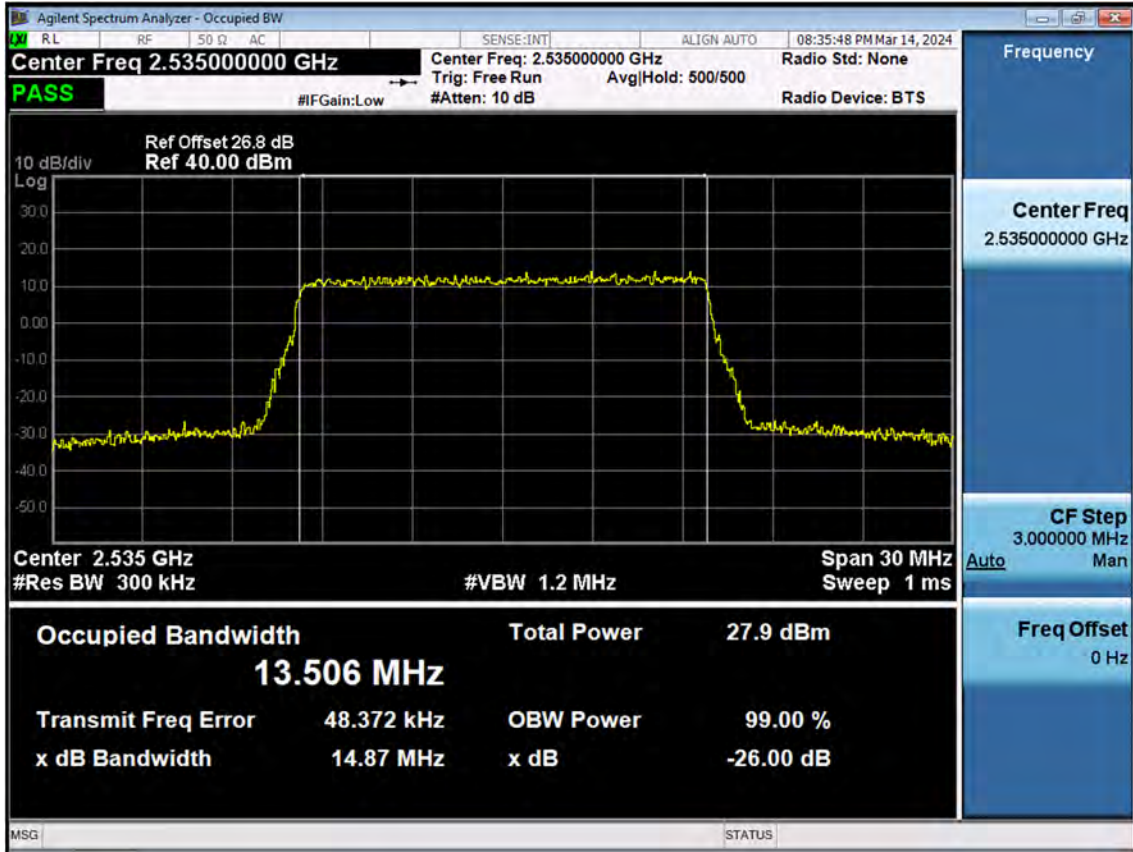 Agilent Spectrum Analyzer - Occupied BW
LXI RL RF 50 Ω AC SENSE:INT ALIGN AUTO 08:35:48 PM Mar 14, 2024
Center Freq 2.535000000 GHz
Center Freq: 2.535000000 GHz
Radio Std: None
Trig: Free Run Avg|Hold: 500/500
PASS
#IFGain:Low
#Atten: 10 dB
Radio Device: BTS
Ref Offset 26.8 dB
10 dB/div Ref 40.00 dBm
Log
30.0
20.0
10.0
0.00
-10.0
-20.0
-30.0
-40.0
-50.0
Center 2.535 GHz Span 30 MHz
#Res BW 300 kHz #VBW 1.2 MHz Sweep 1 ms
Occupied Bandwidth Total Power 27.9 dBm
13.506 MHz
Transmit Freq Error 48.372 kHz OBW Power 99.00 %
x dB Bandwidth 14.87 MHz x dB -26.00 dB
MSG STATUS
Frequency
Center Freq
2.535000000 GHz
CF Step
3.000000 MHz
Auto Man
Freq Offset
0 Hz